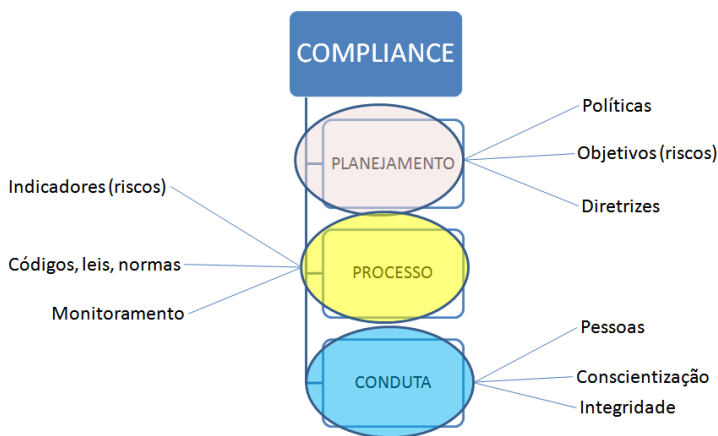 COMPLIANCE
PLANEJAMENTO
Políticas
Objetivos (riscos)
Diretrizes
PROCESSO
Indicadores (riscos)
Códigos, leis, normas
Monitoramento
CONDUTA
Pessoas
Conscientização
Integridade